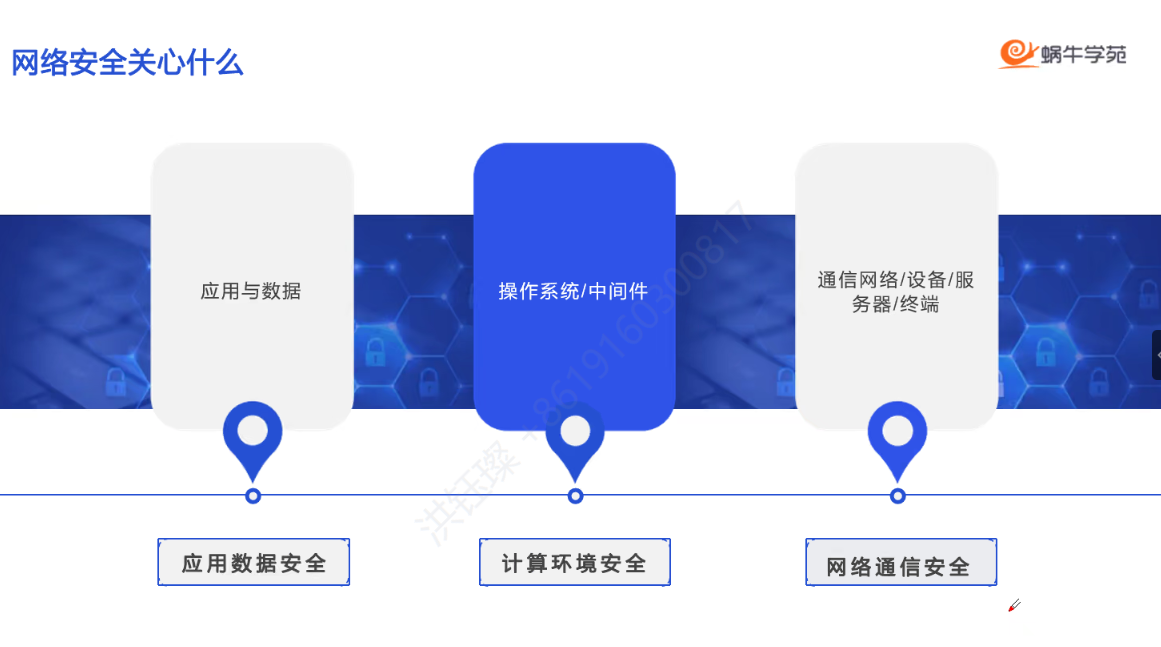 网络安全关心什么
蜗牛学苑
应用与数据
操作系统/中间件
通信网络/设备/服
务器/终端
洪钰璨 +8619160300817
应用数据安全
计算环境安全
网络通信安全